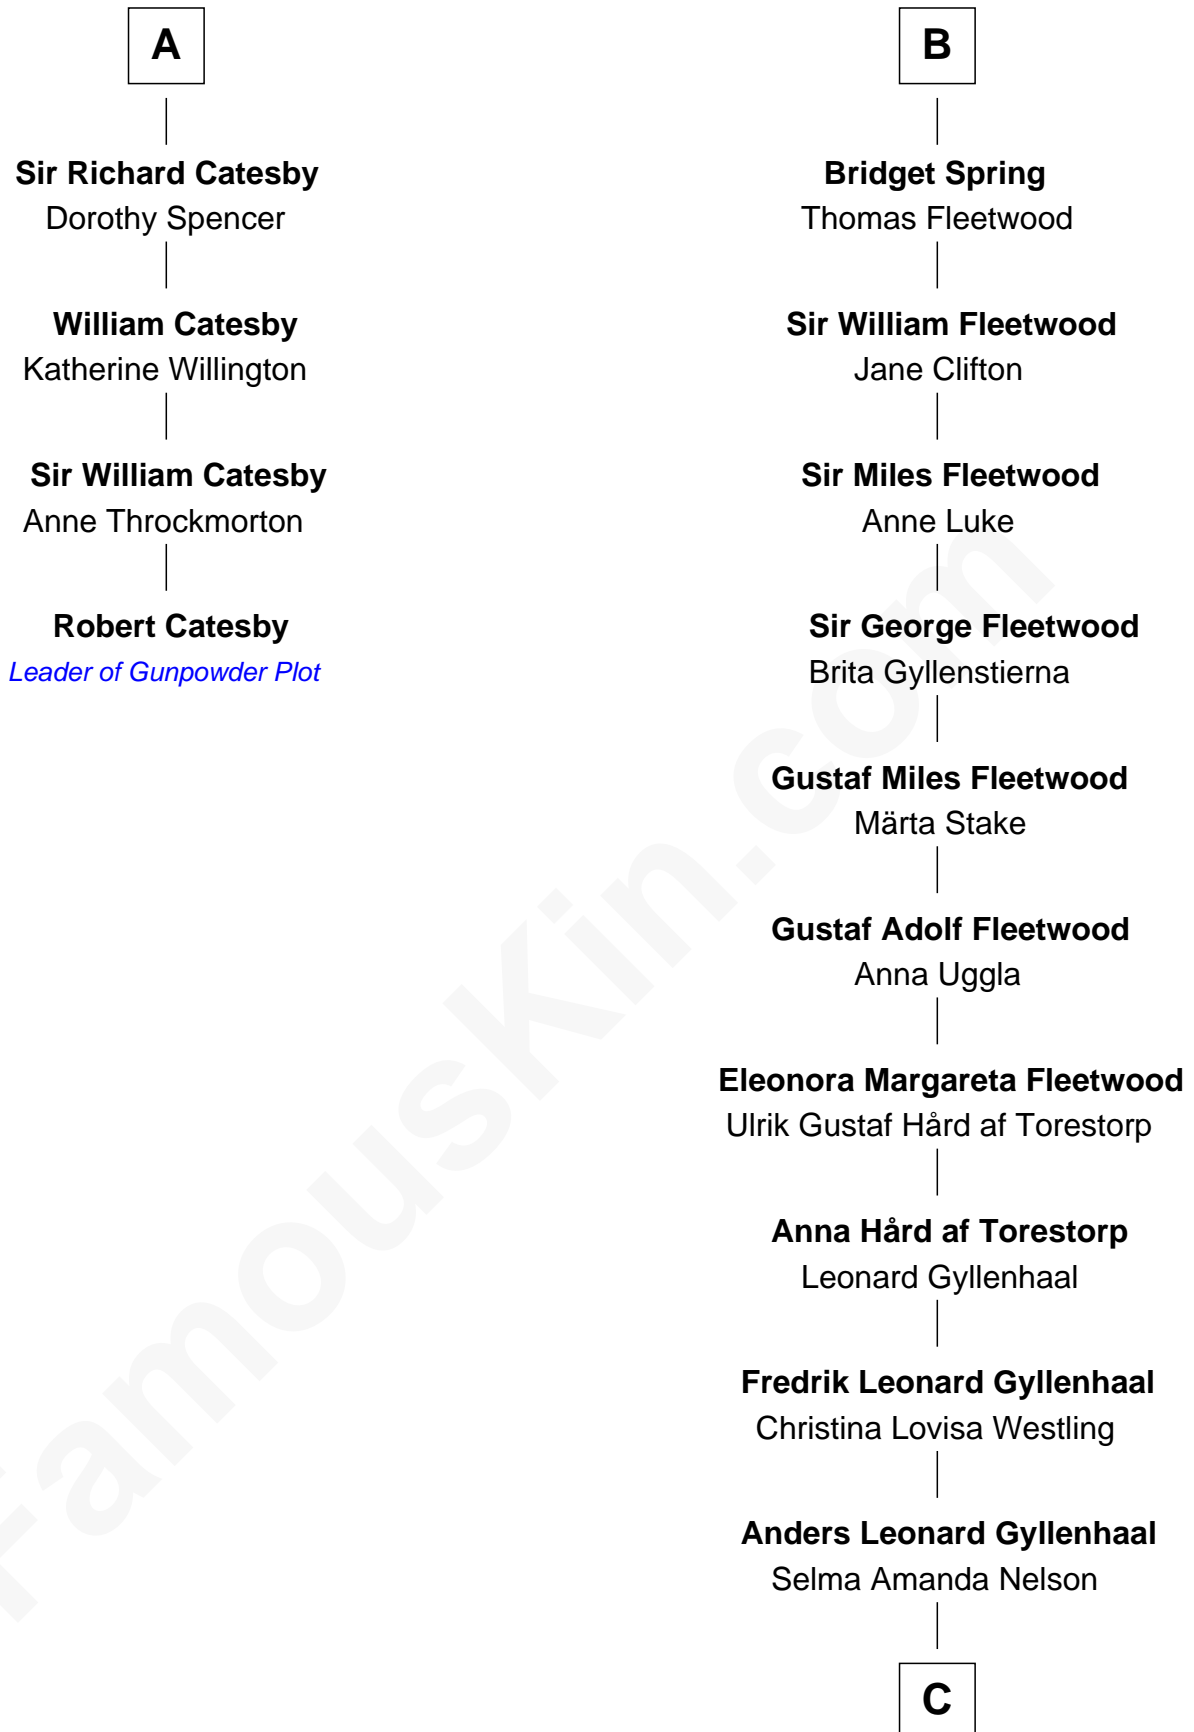 A
Sir Richard Catesby
Dorothy Spencer
William Catesby
Katherine Willington
Sir William Catesby
Anne Throckmorton
Robert Catesby
Leader of Gunpowder Plot
B
Bridget Spring
Thomas Fleetwood
Sir William Fleetwood
Jane Clifton
Sir Miles Fleetwood
Anne Luke
Sir George Fleetwood
Brita Gyllenstierna
Gustaf Miles Fleetwood
Märta Stake
Gustaf Adolf Fleetwood
Anna Uggla
Eleonora Margareta Fleetwood
Ulrik Gustaf Hård af Torestorp
Anna Hård af Torestorp
Leonard Gyllenhaal
Fredrik Leonard Gyllenhaal
Christina Lovisa Westling
Anders Leonard Gyllenhaal
Selma Amanda Nelson
C
FamousKin.com